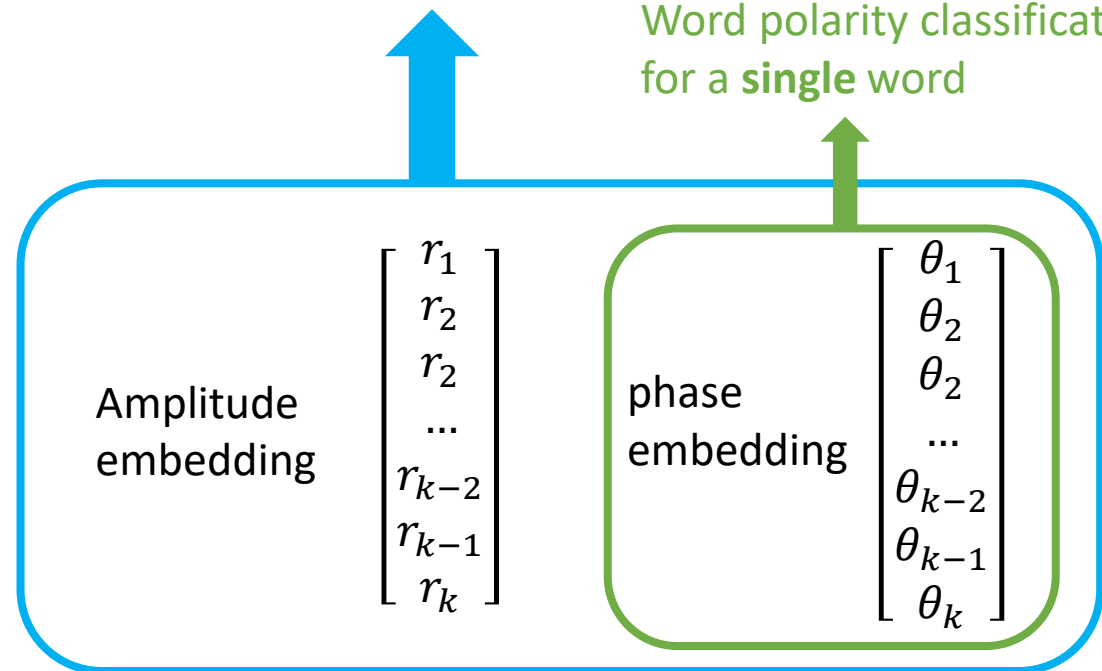 Word polarity classificat
for a single word
Amplitude
embedding
r₁
r₂
r₂
...
rₖ₋₂
rₖ₋₁
rₖ
phase
embedding
θ₁
θ₂
θ₂
...
θₖ₋₂
θₖ₋₁
θₖ